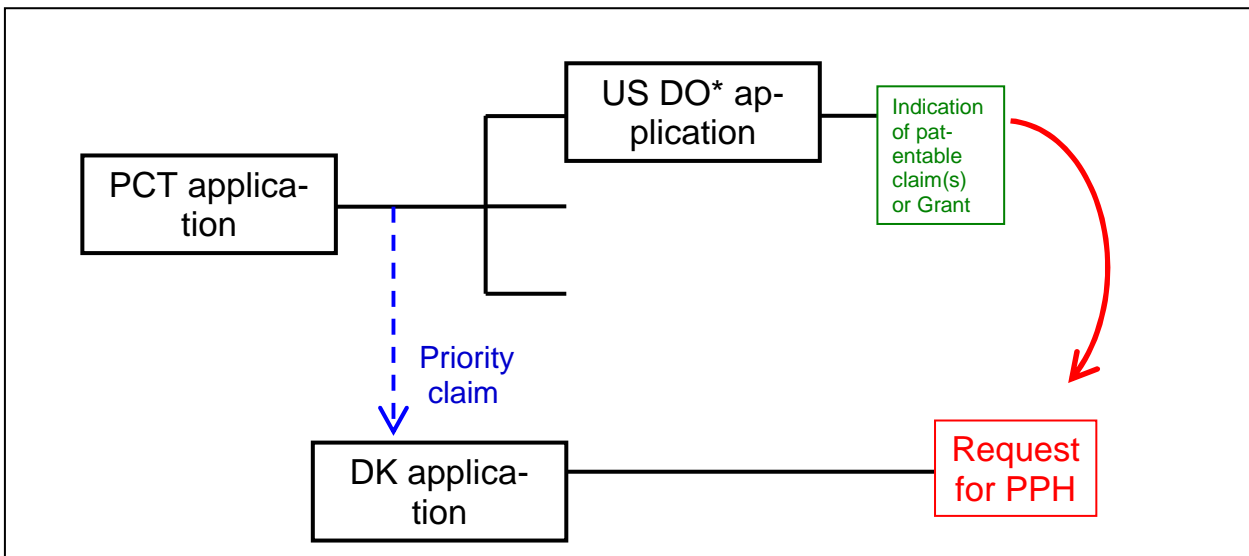 US DO* ap-
plication
Indication
of pat-
entable
claim(s)
or Grant
PCT applica-
tion
Priority
claim
DK applica-
tion
Request
for PPH